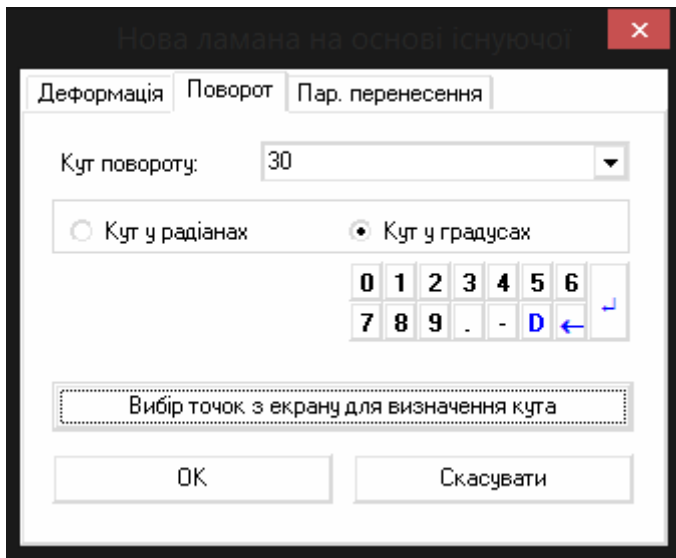 Нова ламана на основі існуючої
Деформація Поворот Пар. перенесення
Кут повороту: 30
Кут у радіанах Кут у градусах
0 1 2 3 4 5 6
7 8 9 . - D ←
Вибір точок з екрану для визначення кута
OK Скасувати